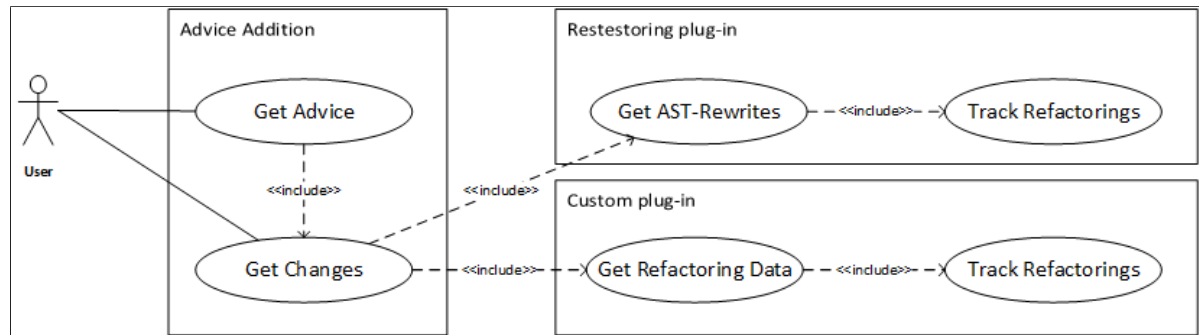 Advice Addition
Restestoring plug-in
Get Advice
Get AST-Rewrites
<<include>>
Track Refactorings
User
<<include>>
<<include>>
Custom plug-in
Get Changes
<<include>>
Get Refactoring Data
<<include>>
Track Refactorings